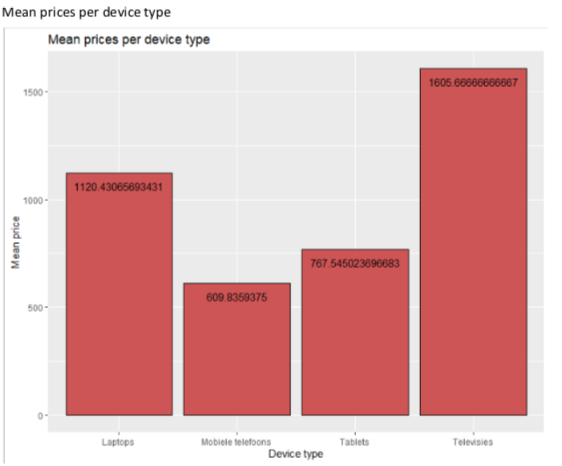 Mean prices per device type
Mean prices per device type
1605.66666666667
1500
1120.43065693431
1000
Mean price
767.545023696683
609.8359375
500
0
Laptops Mobiele telefoons Tablets Televisies
Device type